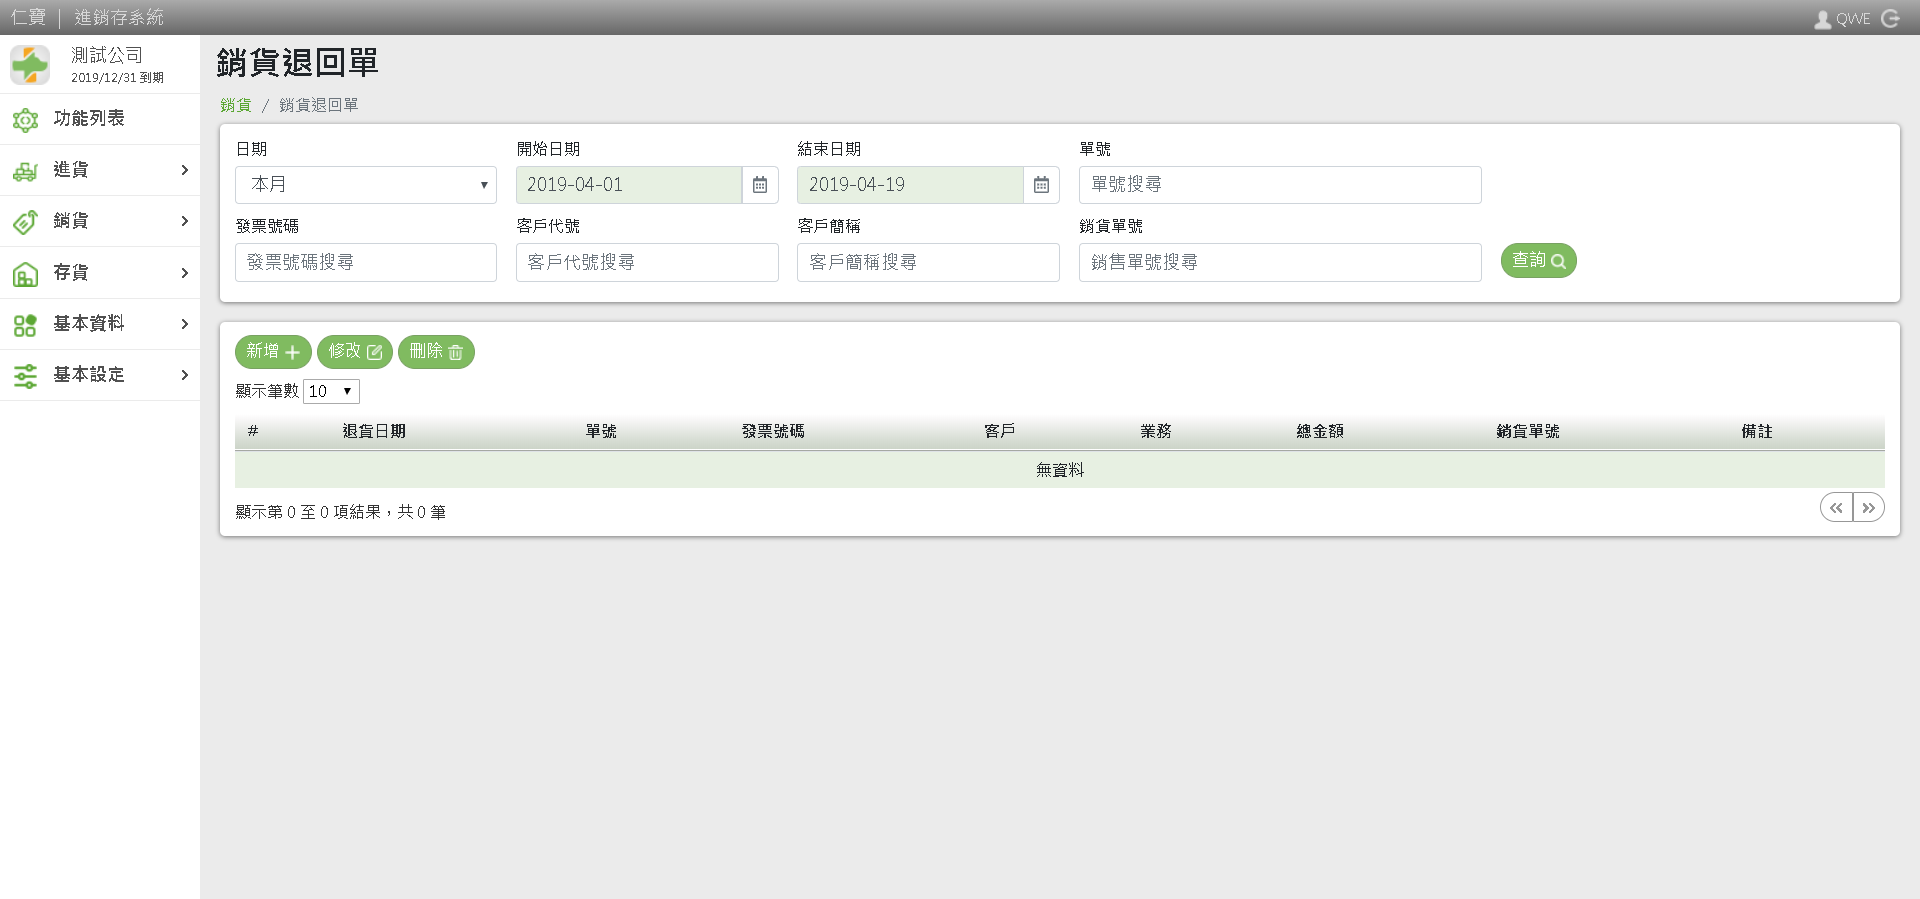 仁寶 | 進銷存系統
QWE
測試公司
2019/12/31 到期
功能列表
進貨
銷貨
存貨
基本資料
基本設定
銷貨退回單
銷貨 / 銷貨退回單
日期 開始日期 結束日期 單號
本月 2019-04-01 2019-04-19 單號搜尋
發票號碼 客戶代號 客戶簡稱 銷貨單號
發票號碼搜尋 客戶代號搜尋 客戶簡稱搜尋 銷售單號搜尋 查詢
新增 修改 刪除
顯示筆數 10
# 退貨日期 單號 發票號碼 客戶 業務 總金額 銷貨單號 備註
無資料
顯示第 0 至 0 項結果，共 0 筆